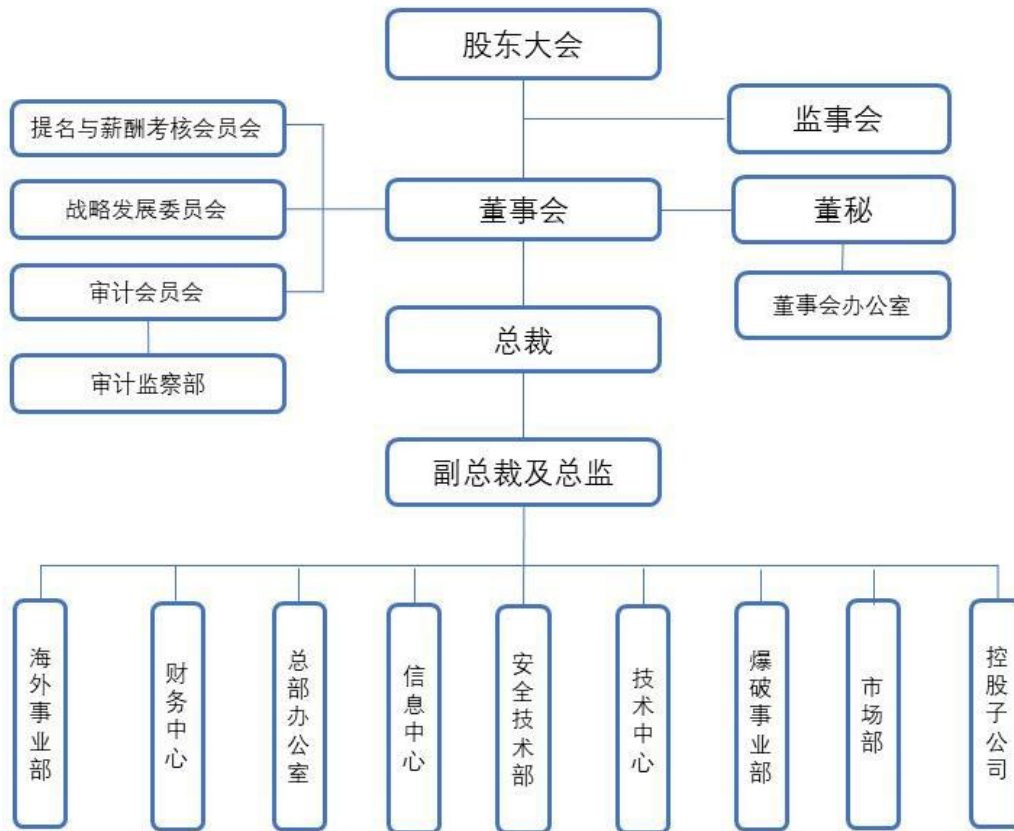 股东大会
监事会
提名与薪酬考核会员会
战略发展委员会
董事会
董秘
审计会员会
董事会办公室
总裁
审计监察部
副总裁及总监
海外事业部
财务中心
总部办公室
信息中心
安全技术部
技术中心
爆破事业部
市场部
控股子公司